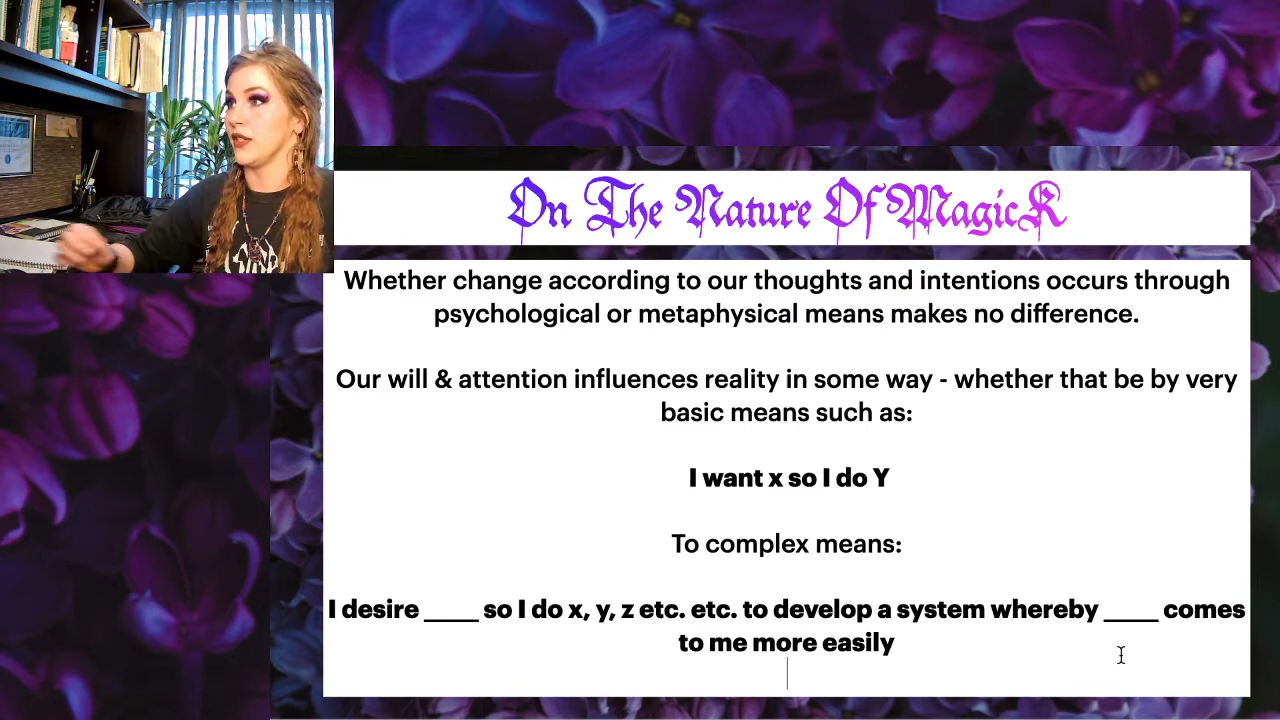 On The Nature Of MagicK
Whether change according to our thoughts and intentions occurs through
psychological or metaphysical means makes no difference.
Our will & attention influences reality in some way - whether that be by very
basic means such as:
I want x so I do Y
To complex means:
I desire _____ so I do x, y, z etc. etc. to develop a system whereby _____ comes
to me more easily